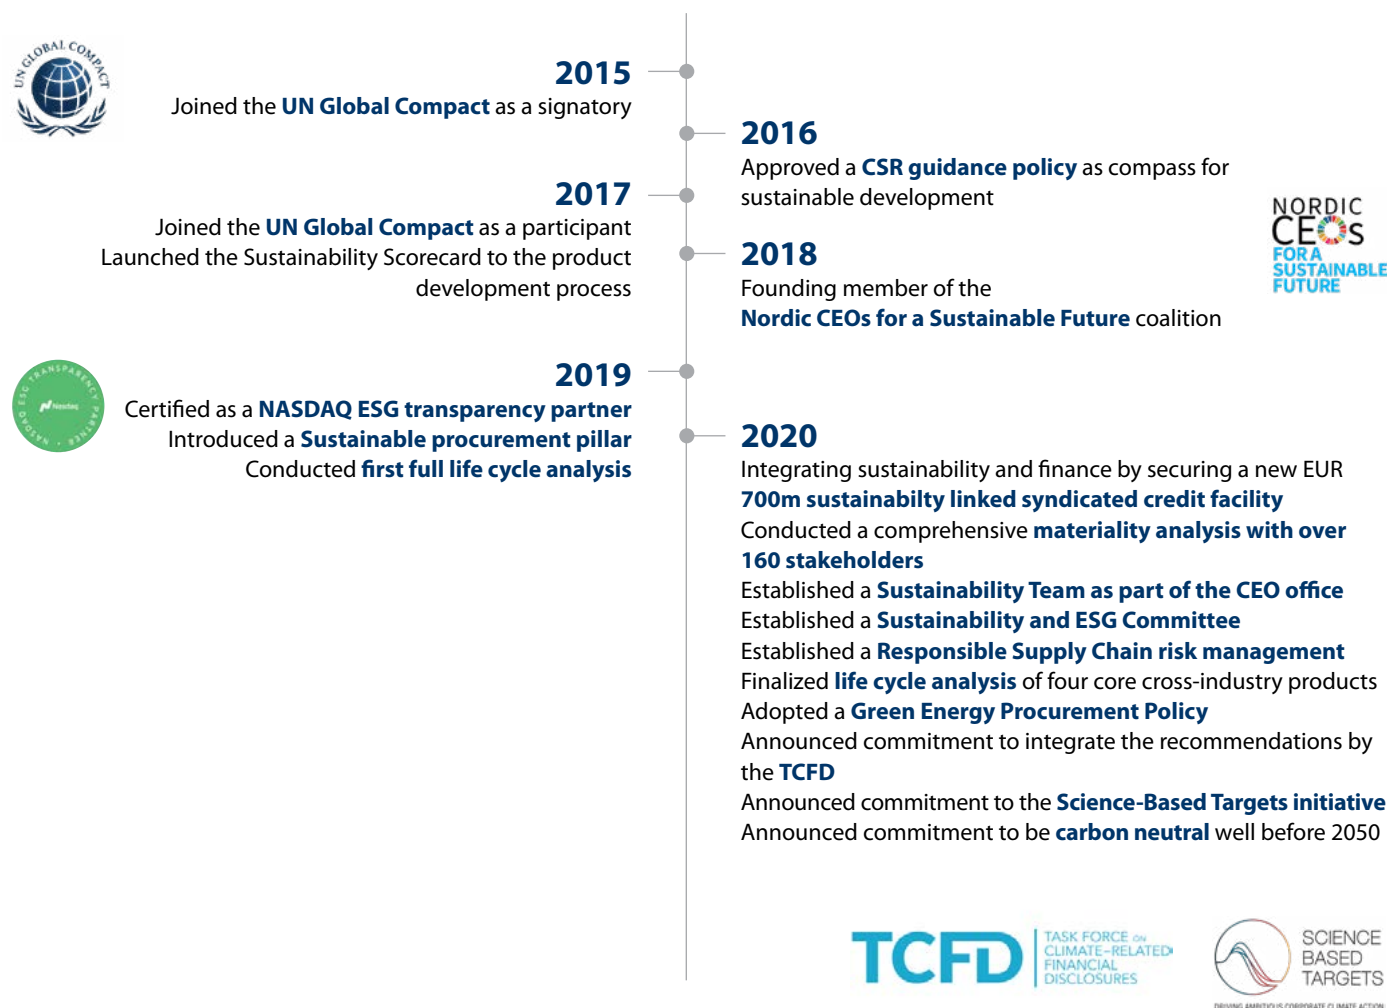 UN GLOBAL COMPACT
2015
Joined the UN Global Compact as a signatory
2016
Approved a CSR guidance policy as compass for
sustainable development
2017
Joined the UN Global Compact as a participant
Launched the Sustainability Scorecard to the product
development process
NORDIC
CEOS
FOR A
SUSTAINABLE
FUTURE
2018
Founding member of the
Nordic CEOs for a Sustainable Future coalition
NASDAQ ESG TRANSPARENCY PARTNER
Nasdaq
2019
Certified as a NASDAQ ESG transparency partner
Introduced a Sustainable procurement pillar
Conducted first full life cycle analysis
2020
Integrating sustainability and finance by securing a new EUR
700m sustainabilty linked syndicated credit facility
Conducted a comprehensive materiality analysis with over
160 stakeholders
Established a Sustainability Team as part of the CEO office
Established a Sustainability and ESG Committee
Established a Responsible Supply Chain risk management
Finalized life cycle analysis of four core cross-industry products
Adopted a Green Energy Procurement Policy
Announced commitment to integrate the recommendations by
the TCFD
Announced commitment to the Science-Based Targets initiative
Announced commitment to be carbon neutral well before 2050
TCFD
TASK FORCE ON
CLIMATE-RELATED
FINANCIAL
DISCLOSURES
SCIENCE
BASED
TARGETS
DRIVING AMBITIOUS CORPORATE CLIMATE ACTION